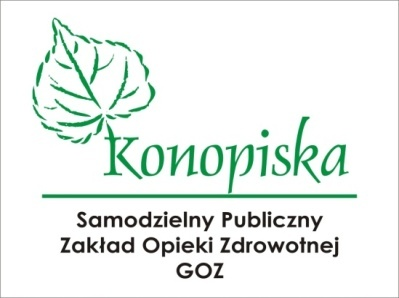 Konopiska
Samodzielny Publiczny
Zakład Opieki Zdrowotnej
GOZ